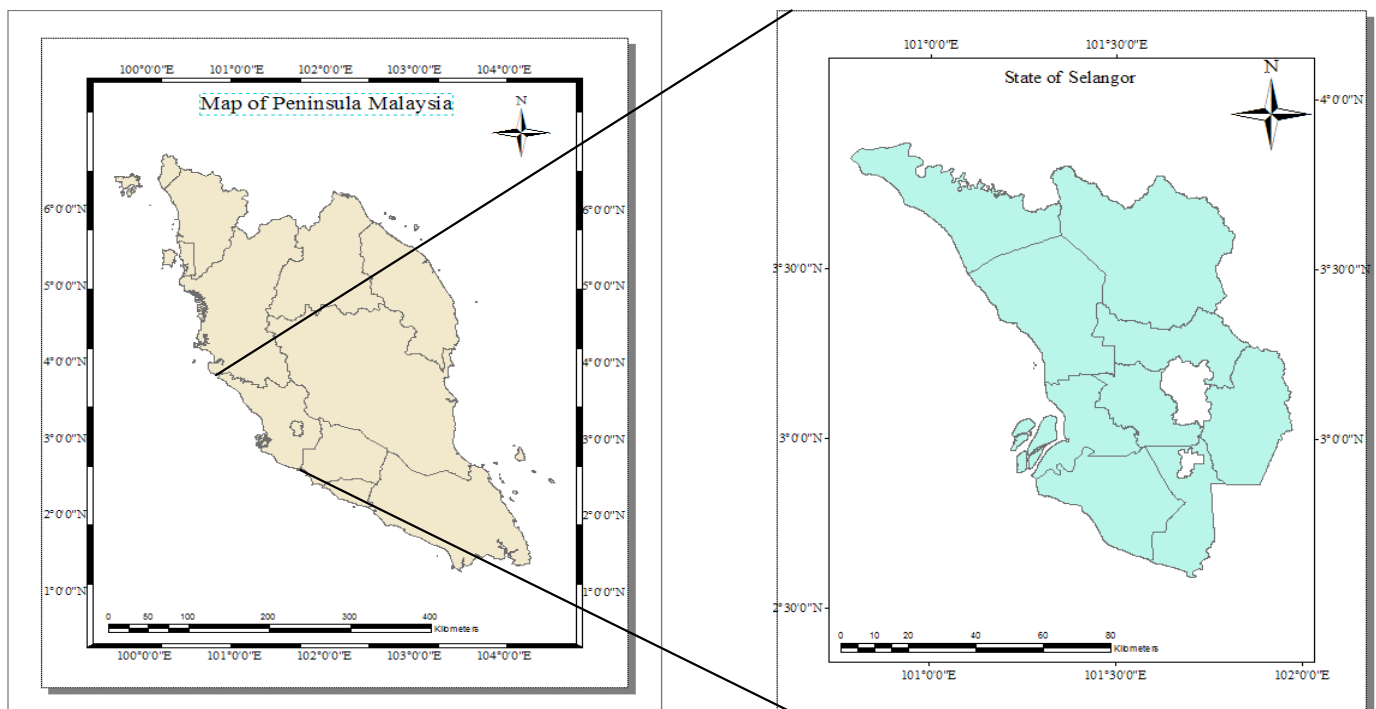 100°0'0"E 101°0'0"E 102°0'0"E 103°0'0"E 104°0'0"E
Map of Peninsula Malaysia
N
6°0'0"N 6°0'0"N
5°0'0"N 5°0'0"N
4°0'0"N 4°0'0"N
3°0'0"N 3°0'0"N
2°0'0"N 2°0'0"N
1°0'0"N 1°0'0"N
0 50 100 200 300 400
Kilometers
100°0'0"E 101°0'0"E 102°0'0"E 103°0'0"E 104°0'0"E
101°0'0"E 101°30'0"E
State of Selangor
N
4°0'0"N
3°30'0"N 3°30'0"N
3°0'0"N 3°0'0"N
2°30'0"N
0 10 20 40 60 80
Kilometers
101°0'0"E 101°30'0"E 102°0'0"E